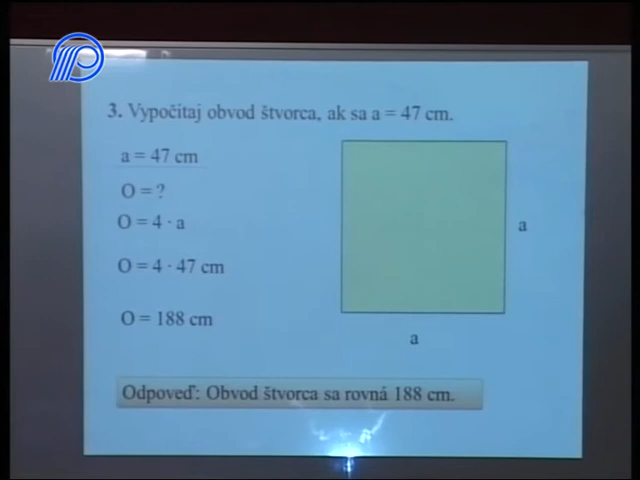 3. Vypočitaj obvod štvorca, ak sa a = 47 cm.
a = 47 cm
O = ?
O = 4 · a
O = 4 · 47 cm
O = 188 cm
a
a
Odpoveď: Obvod štvorca sa rovná 188 cm.